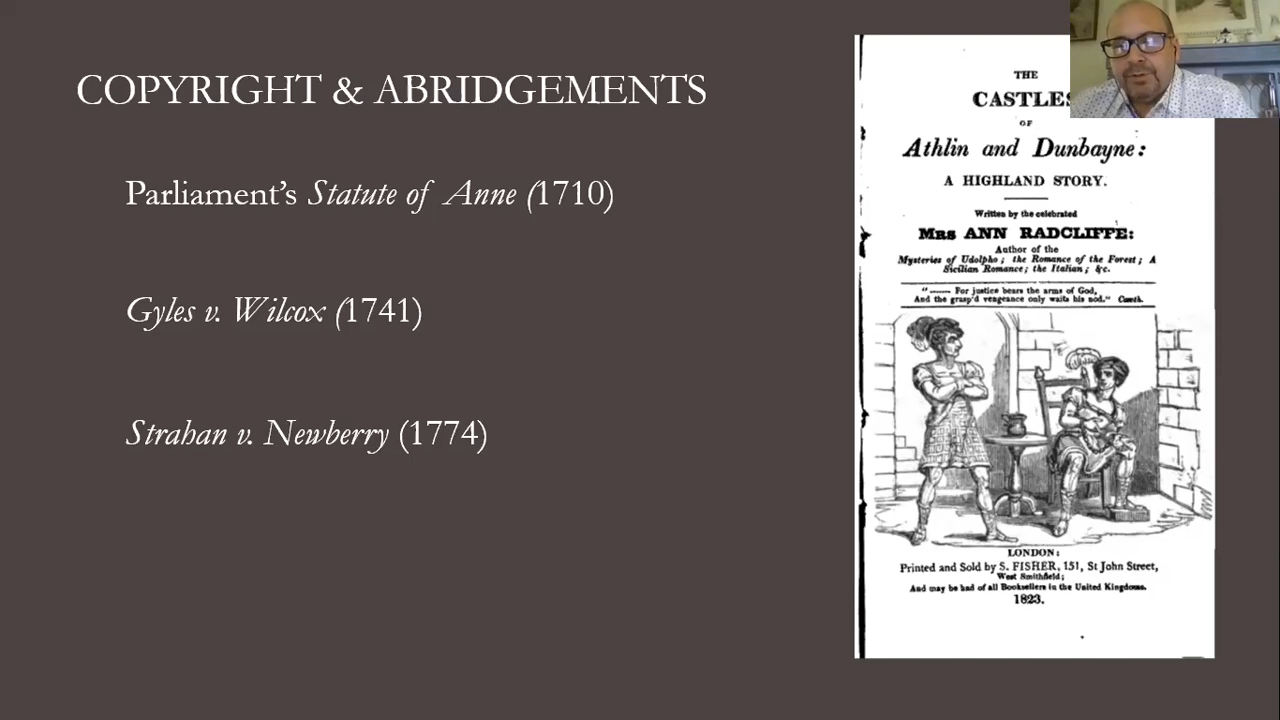 COPYRIGHT & ABRIDGEMENTS
Parliament's Statute of Anne (1710)
Gyles v. Wilcox (1741)
Strahan v. Newberry (1774)
THE
CASTLES
OF
Athlin and Dunbayne:
A HIGHLAND STORY.
Written by the celebrated
MRS ANN RADCLIFFE:
Author of the
Mysteries of Udolpho; the Romance of the Forest; A
Sicilian Romance; the Italian; &c.
"—— For justice bears the arms of God,
And the grasp'd vengeance only waits his nod." Cawth.
LONDON:
Printed and Sold by S. FISHER, 151, St John Street,
West Smithfield;
And may be had of all Booksellers in the United Kingdoms.
1823.